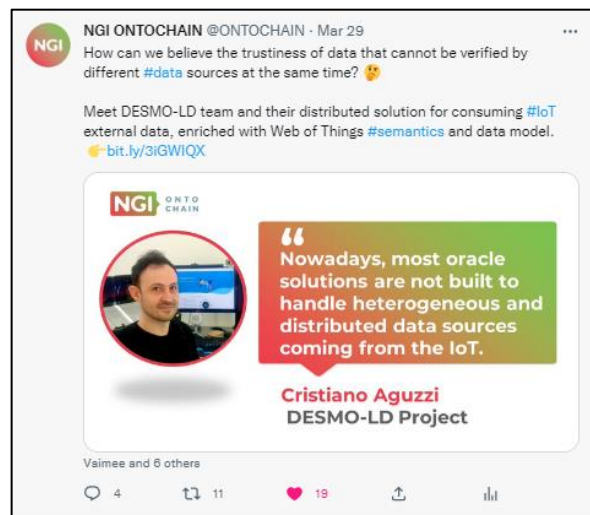 NGI ONTOCHAIN @ONTOCHAIN · Mar 29
How can we believe the trustiness of data that cannot be verified by
different #data sources at the same time? 🤔
Meet DESMO-LD team and their distributed solution for consuming #IoT
external data, enriched with Web of Things #semantics and data model.
👉bit.ly/3iGWIQX
NGI ONTO
CHAIN
“
Nowadays, most oracle
solutions are not built to
handle heterogeneous and
distributed data sources
coming from the IoT.
Cristiano Aguzzi
DESMO-LD Project
Vaimee and 6 others
4 11 19